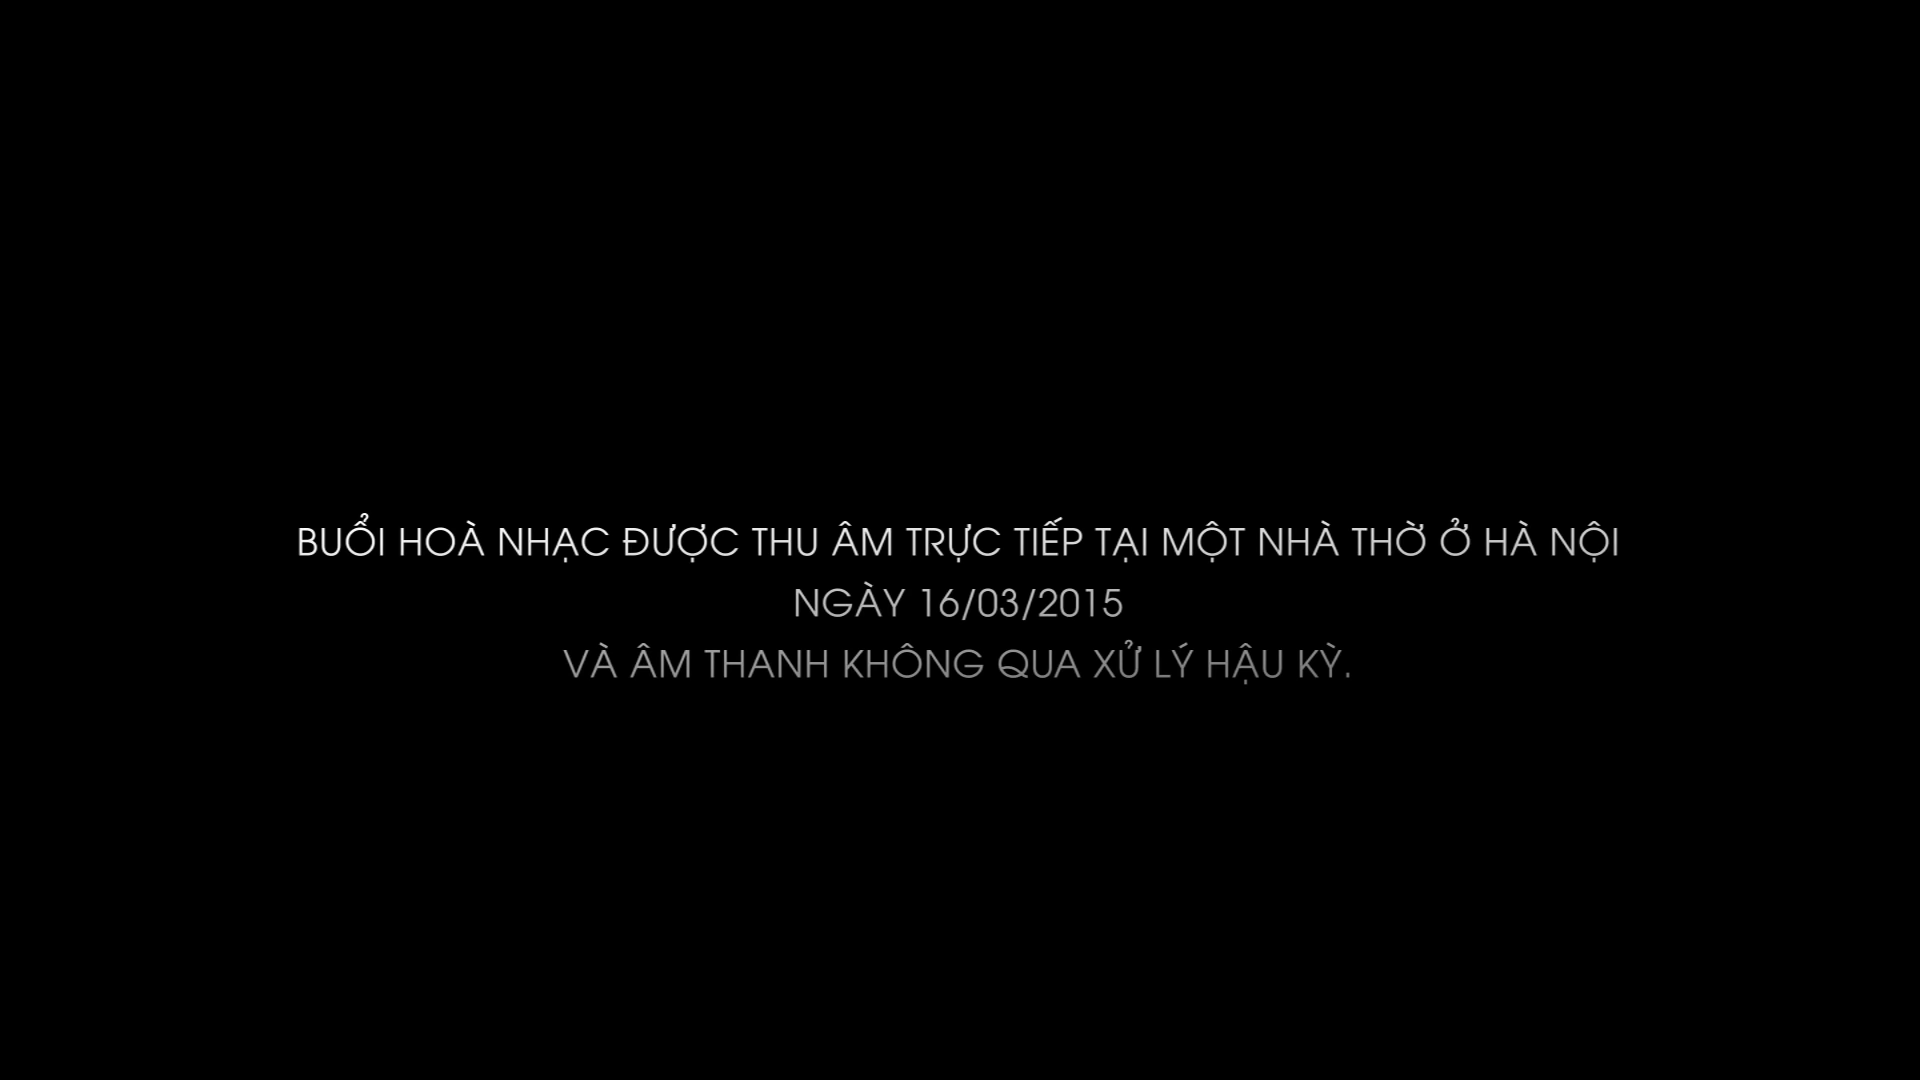 BUỔI HOÀ NHẠC ĐƯỢC THU ÂM TRỰC TIẾP TẠI MỘT NHÀ THỜ Ở HÀ NỘI
NGÀY 16/03/2015
VÀ ÂM THANH KHÔNG QUA XỬ LÝ HẬU KỲ.